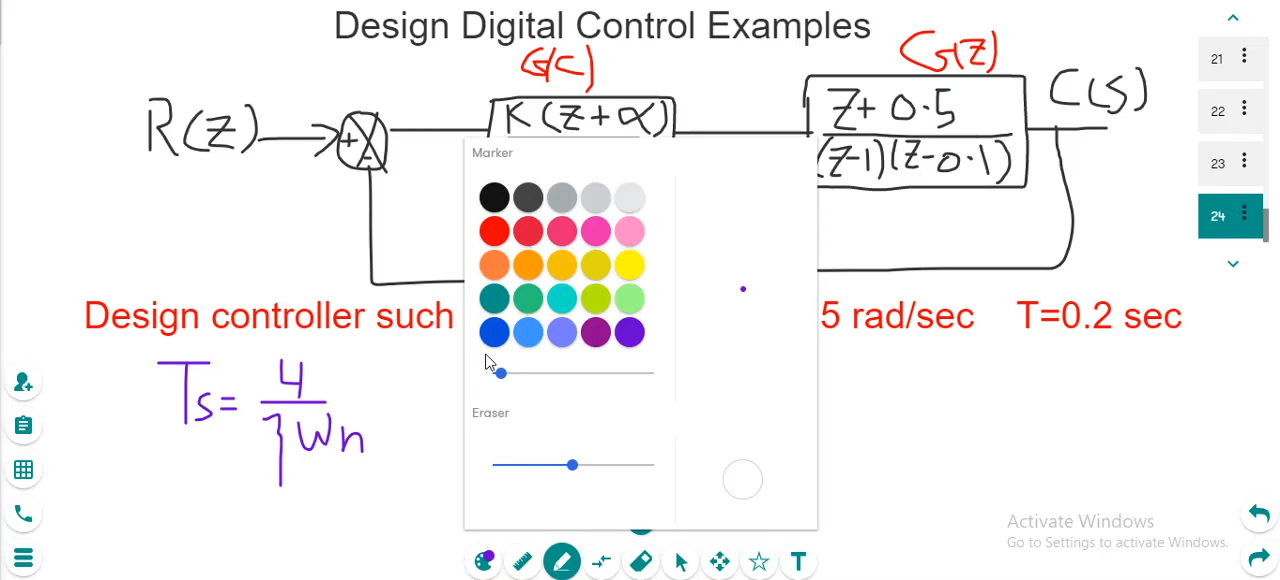 Design Digital Control Examples
G(C)
G(Z)
R(Z)
+
-
K(Z+α)
Z+0.5
(Z-1)(Z-0.1)
C(S)
21
22
23
24
Marker
Eraser
Design controller such
5 rad/sec T=0.2 sec
Ts= 4
ζWn
Activate Windows
Go to Settings to activate Windows.
T